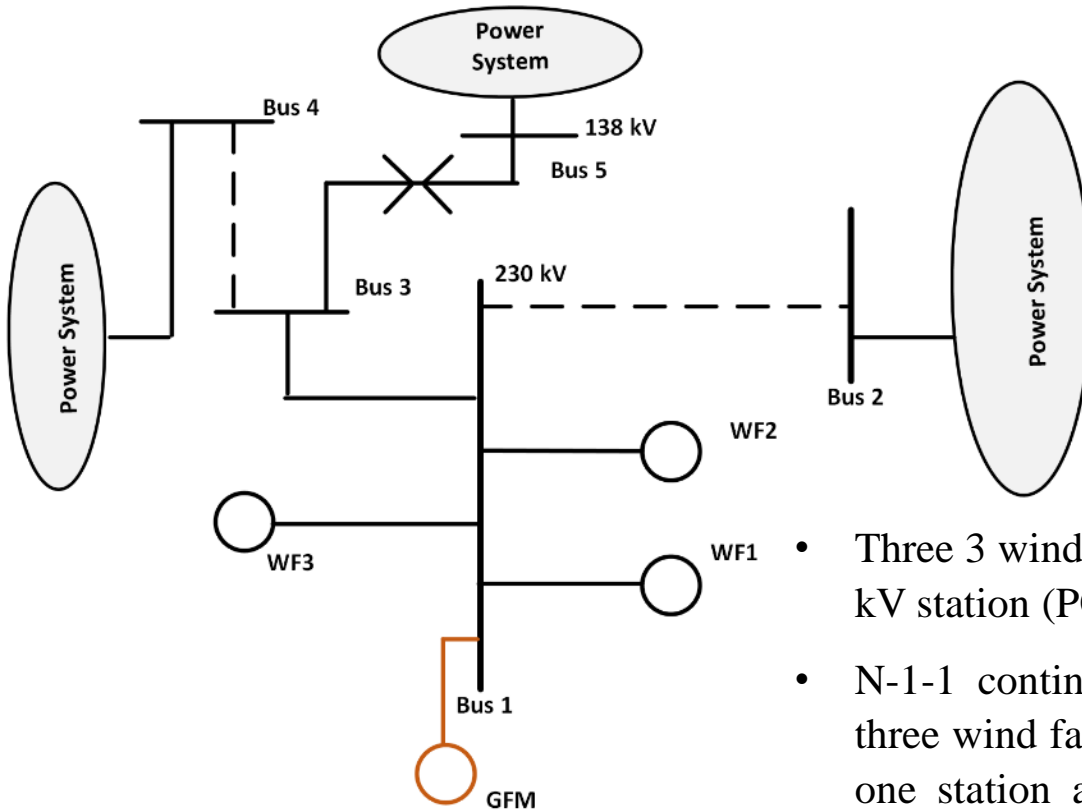 Power
System
Bus 4
138 kV
Bus 5
Power System
Bus 3
230 kV
Power System
Bus 2
WF2
WF3
WF1
Bus 1
GFM
• Three 3 wind
kV station (P
• N-1-1 contin
three wind fa
one station a